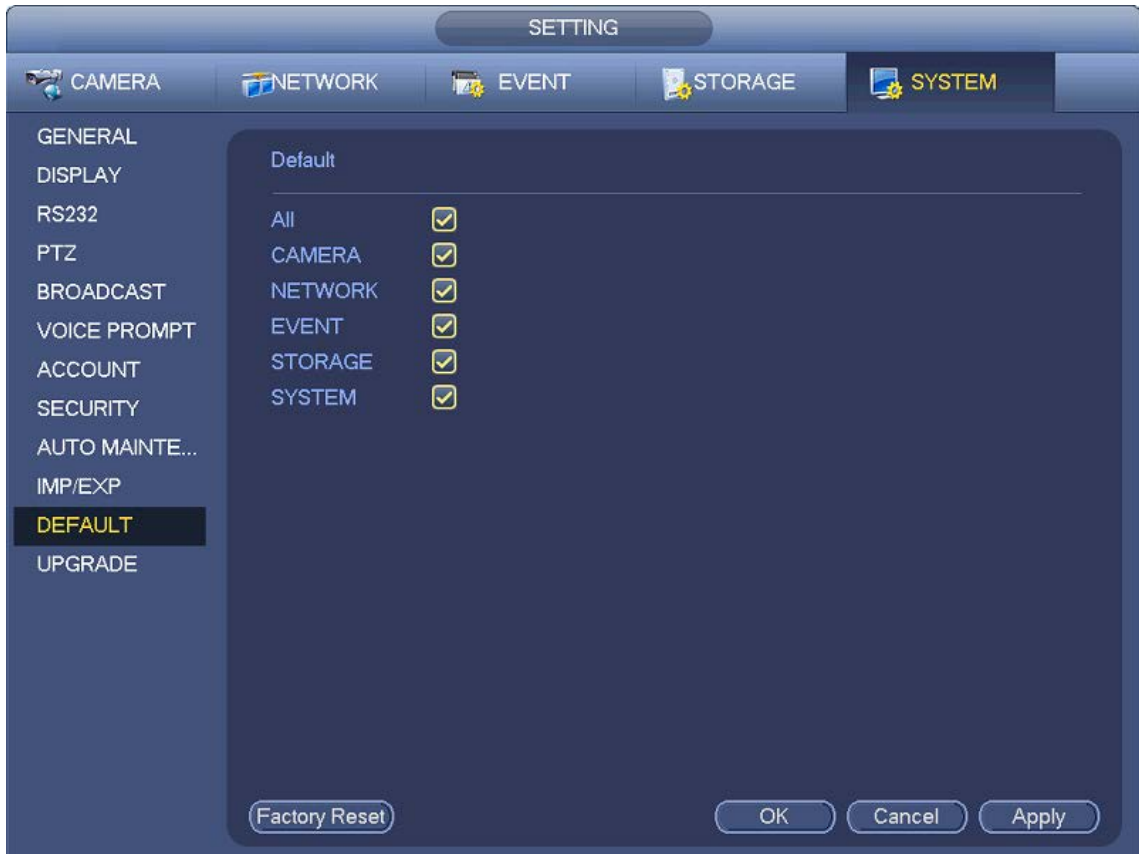 SETTING
CAMERA NETWORK EVENT STORAGE SYSTEM
GENERAL
DISPLAY
RS232
PTZ
BROADCAST
VOICE PROMPT
ACCOUNT
SECURITY
AUTO MAINTE...
IMP/EXP
DEFAULT
UPGRADE
Default
All
CAMERA
NETWORK
EVENT
STORAGE
SYSTEM
Factory Reset OK Cancel Apply